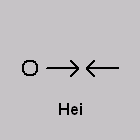 O →←
Hei